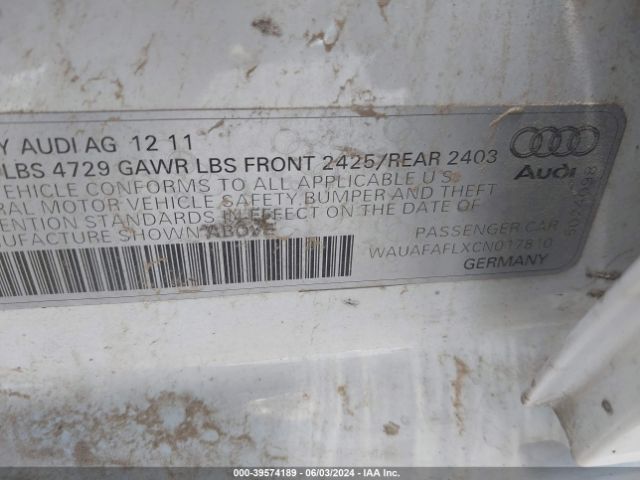 Y AUDI AG 12 11
LBS 4729 GAWR LBS FRONT 2425/REAR 2403
VEHICLE CONFORMS TO ALL APPLICABLE U.S.
RAL MOTOR VEHICLE SAFETY, BUMPER AND THEFT
ENTION STANDARDS IN EFFECT ON THE DATE OF
NUFACTURE SHOWN ABOVE
PASSENGER CAR
WAUAFAFLXCN017810
GERMANY
Audi
000-39574189 - 06/03/2024 - IAA Inc.